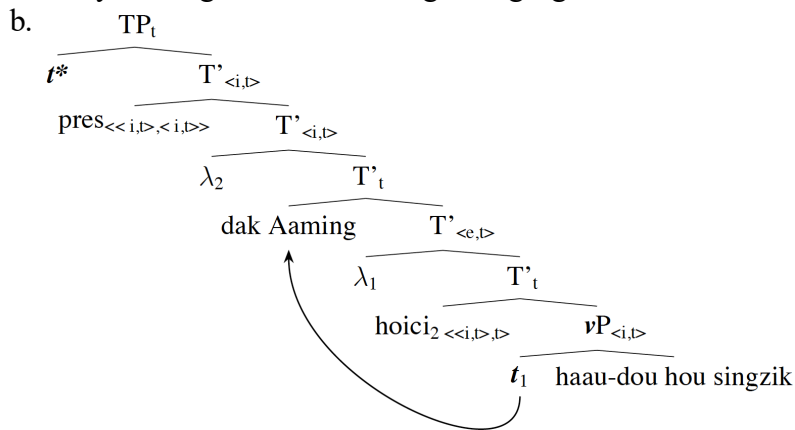 b.
TPₜ
t* T'<i,t>
pres<< i,t>,< i,t>> T'<i,t>
λ₂ T'ₜ
dak Aaming T'<e,t>
λ₁ T'ₜ
hoici₂ <<i,t>,t> vP<i,t>
t₁ haau-dou hou singzik